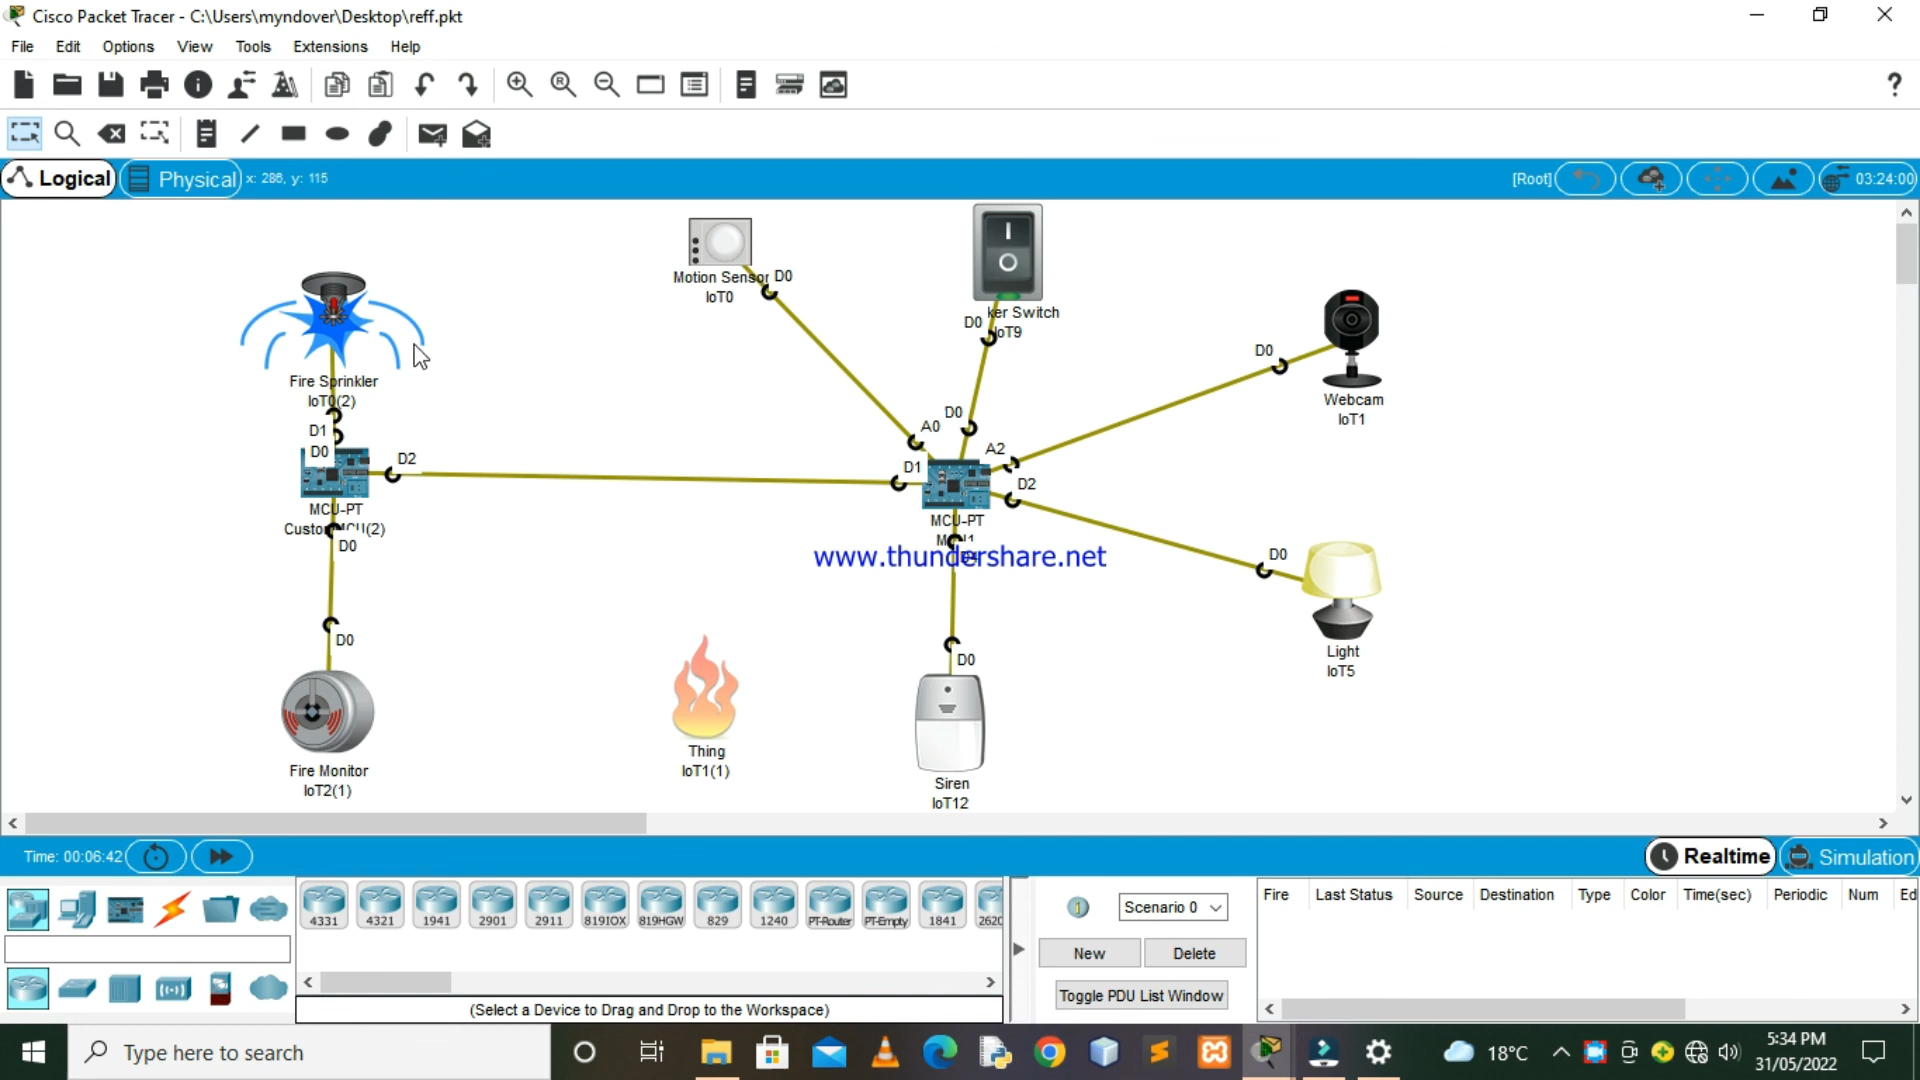 Cisco Packet Tracer - C:\Users\myndover\Desktop\reff.pkt
File Edit Options View Tools Extensions Help
?
Logical
Physical
x: 286, y: 115
[Root]
03:24:00
Motion Sensor D0
IoT0
ker Switch
IoT9
D0
D0
Webcam
IoT1
Fire Sprinkler
IoT0(2)
D1
D0
D2
MCU-PT
D0
A0
D0
A2
D1
D2
MCU-PT
www.thundershare.net
D0
Light
IoT5
D0
D0
Fire Monitor
IoT2(1)
Thing
IoT1(1)
Siren
IoT12
Time: 00:06:42
Realtime
Simulation
4331 4321 1941 2901 2911 819IOX 819HGW 829 1240 PT-Router PT-Empty 1841 2620
(Select a Device to Drag and Drop to the Workspace)
Scenario 0
New Delete
Toggle PDU List Window
Fire Last Status Source Destination Type Color Time(sec) Periodic Num Ed
Type here to search
18°C
5:34 PM
31/05/2022